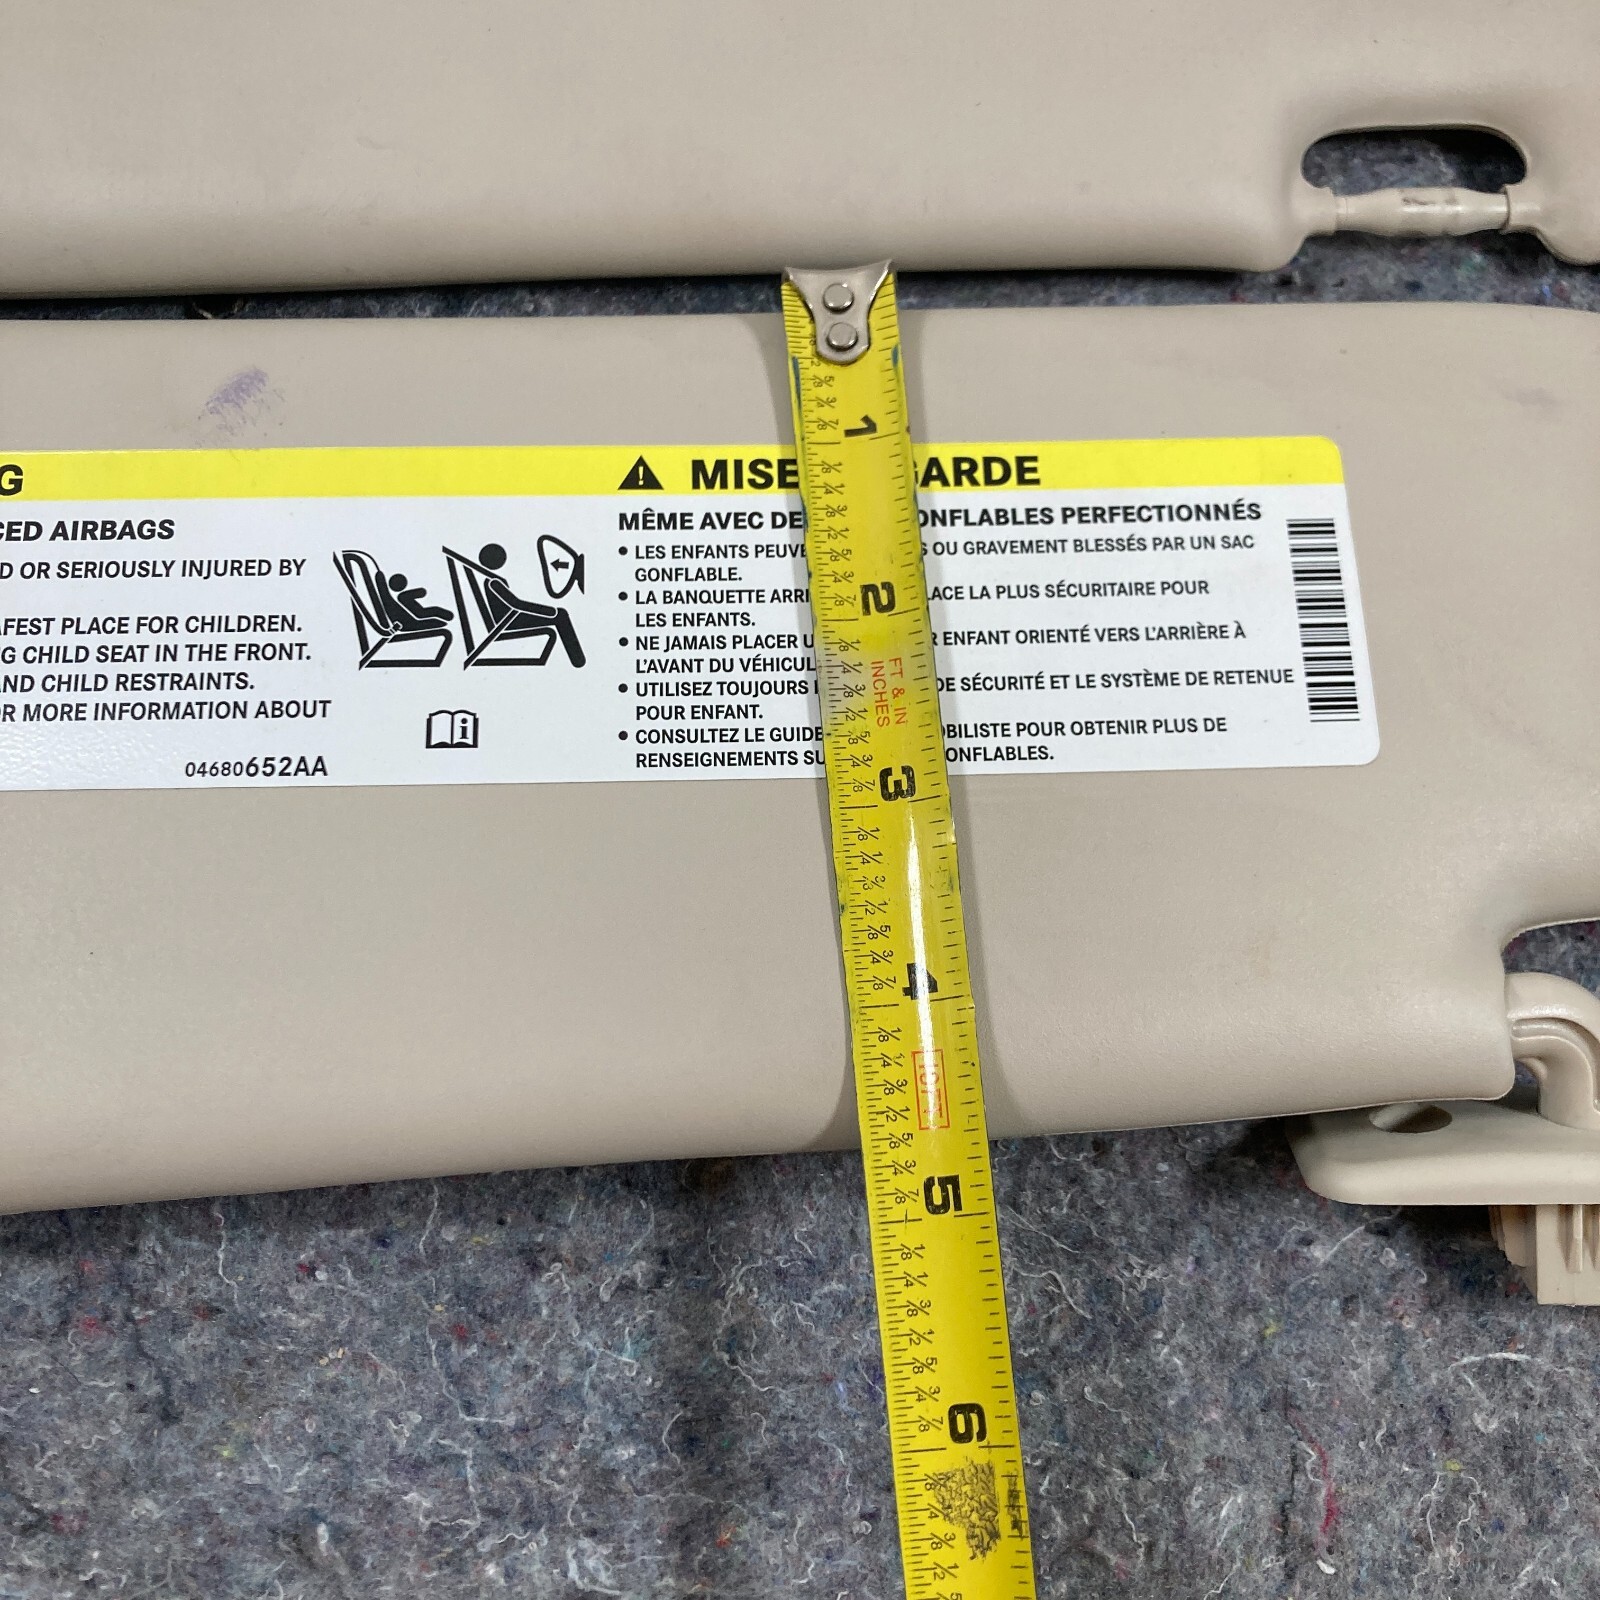 G
CED AIRBAGS
D OR SERIOUSLY INJURED BY
AFEST PLACE FOR CHILDREN.
G CHILD SEAT IN THE FRONT.
AND CHILD RESTRAINTS.
R MORE INFORMATION ABOUT
04680652AA
MISE GARDE
MÊME AVEC DE ONFLABLES PERFECTIONNÉS
• LES ENFANTS PEUVE S OU GRAVEMENT BLESSÉS PAR UN SAC
GONFLABLE.
• LA BANQUETTE ARRI LACE LA PLUS SÉCURITAIRE POUR
LES ENFANTS.
• NE JAMAIS PLACER U R ENFANT ORIENTÉ VERS L'ARRIÈRE À
L'AVANT DU VÉHICUL
• UTILISEZ TOUJOURS DE SÉCURITÉ ET LE SYSTÈME DE RETENUE
POUR ENFANT.
• CONSULTEZ LE GUIDE OBILISTE POUR OBTENIR PLUS DE
RENSEIGNEMENTS SU ONFLABLES.
1
2
FT & IN
INCHES
3
4
5
6